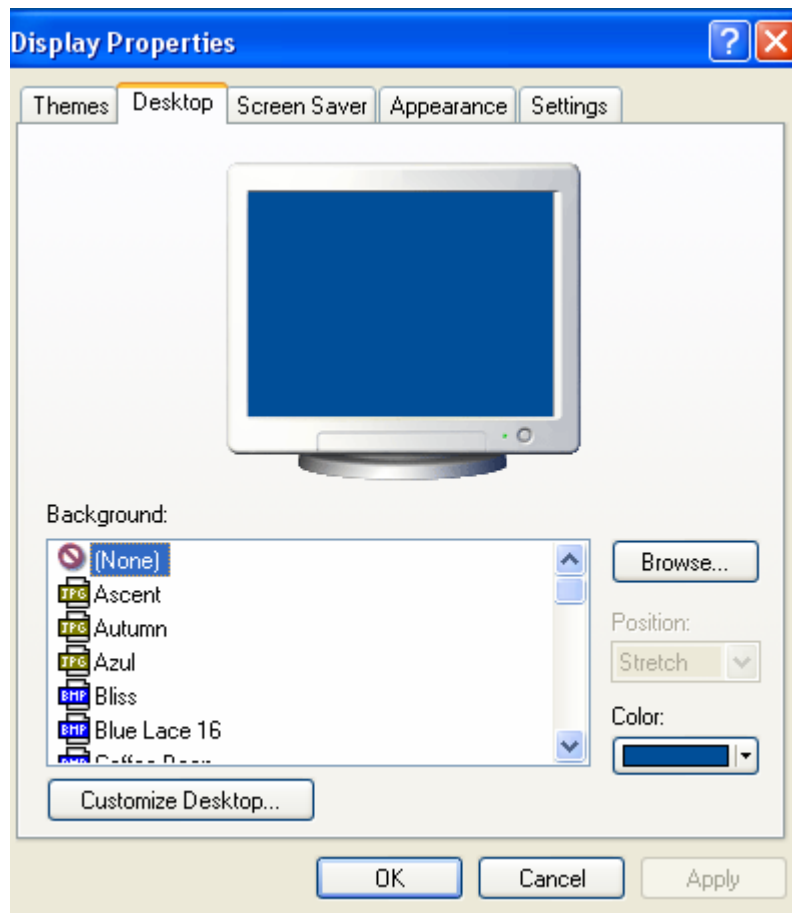 Display Properties
Themes Desktop Screen Saver Appearance Settings
Background:
(None)
Ascent
Autumn
Azul
Bliss
Blue Lace 16
Browse...
Position:
Stretch
Color:
Customize Desktop...
OK Cancel Apply